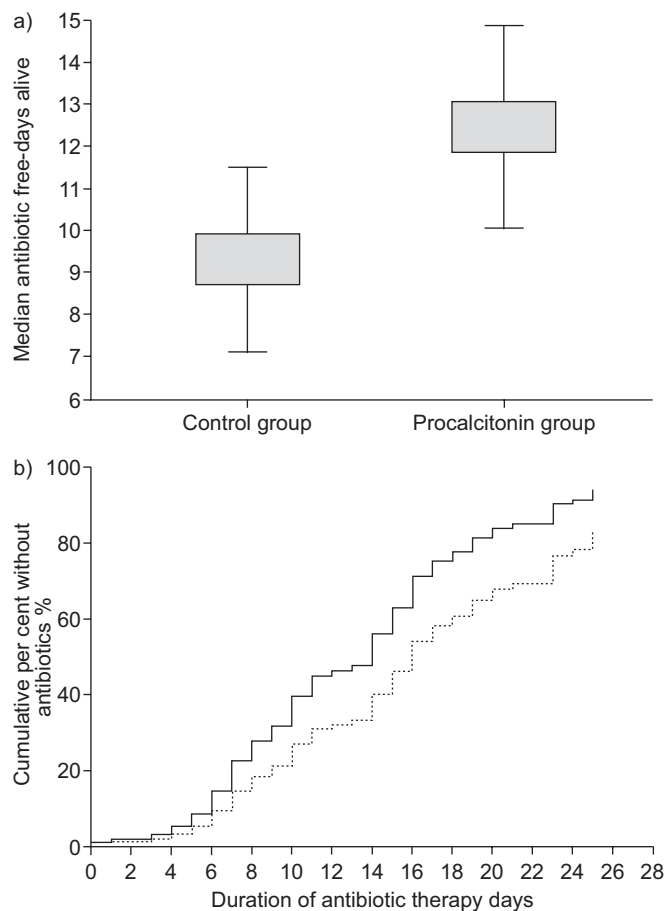 a)
15
14
13
12
11
10
9
8
7
6
Median antibiotic free-days alive
Control group Procalcitonin group
b)
100
80
60
40
20
0
Cumulative per cent without
antibiotics %
0 2 4 6 8 10 12 14 16 18 20 22 24 26 28
Duration of antibiotic therapy days